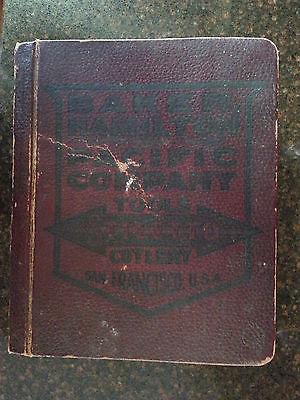 BAKER
HAMILTON
PACIFIC
COMPANY
TOOLS
CUTLERY
SAN FRANCISCO, U.S.A.